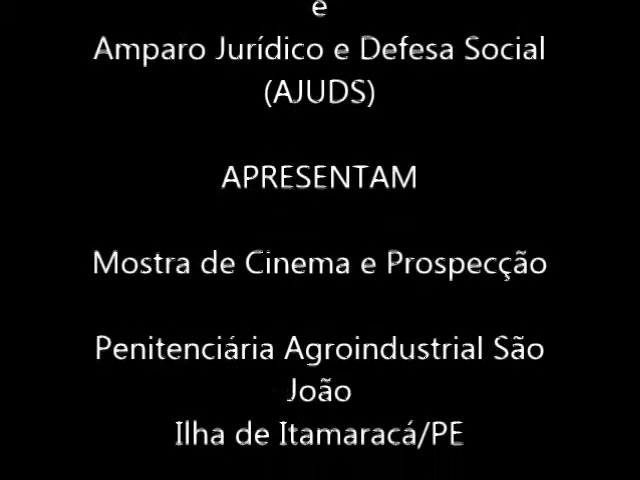 e
Amparo Jurídico e Defesa Social
(AJUDS)
APRESENTAM
Mostra de Cinema e Prospecção
Penitenciária Agroindustrial São
João
Ilha de Itamaracá/PE